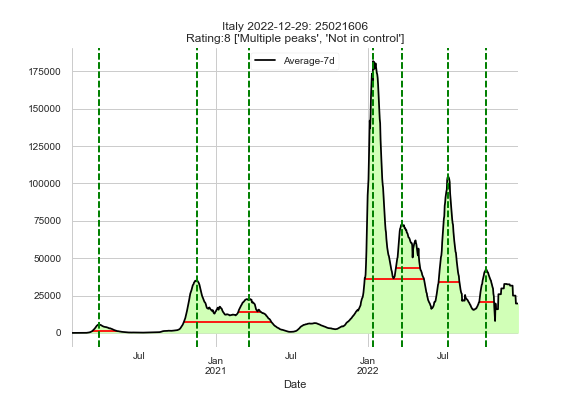 Italy 2022-12-29: 25021606
Rating:8 ['Multiple peaks', 'Not in control']
Average-7d
175000
150000
125000
100000
75000
50000
25000
0
Jul
Jan
2021
Jul
Jan
2022
Jul
Date